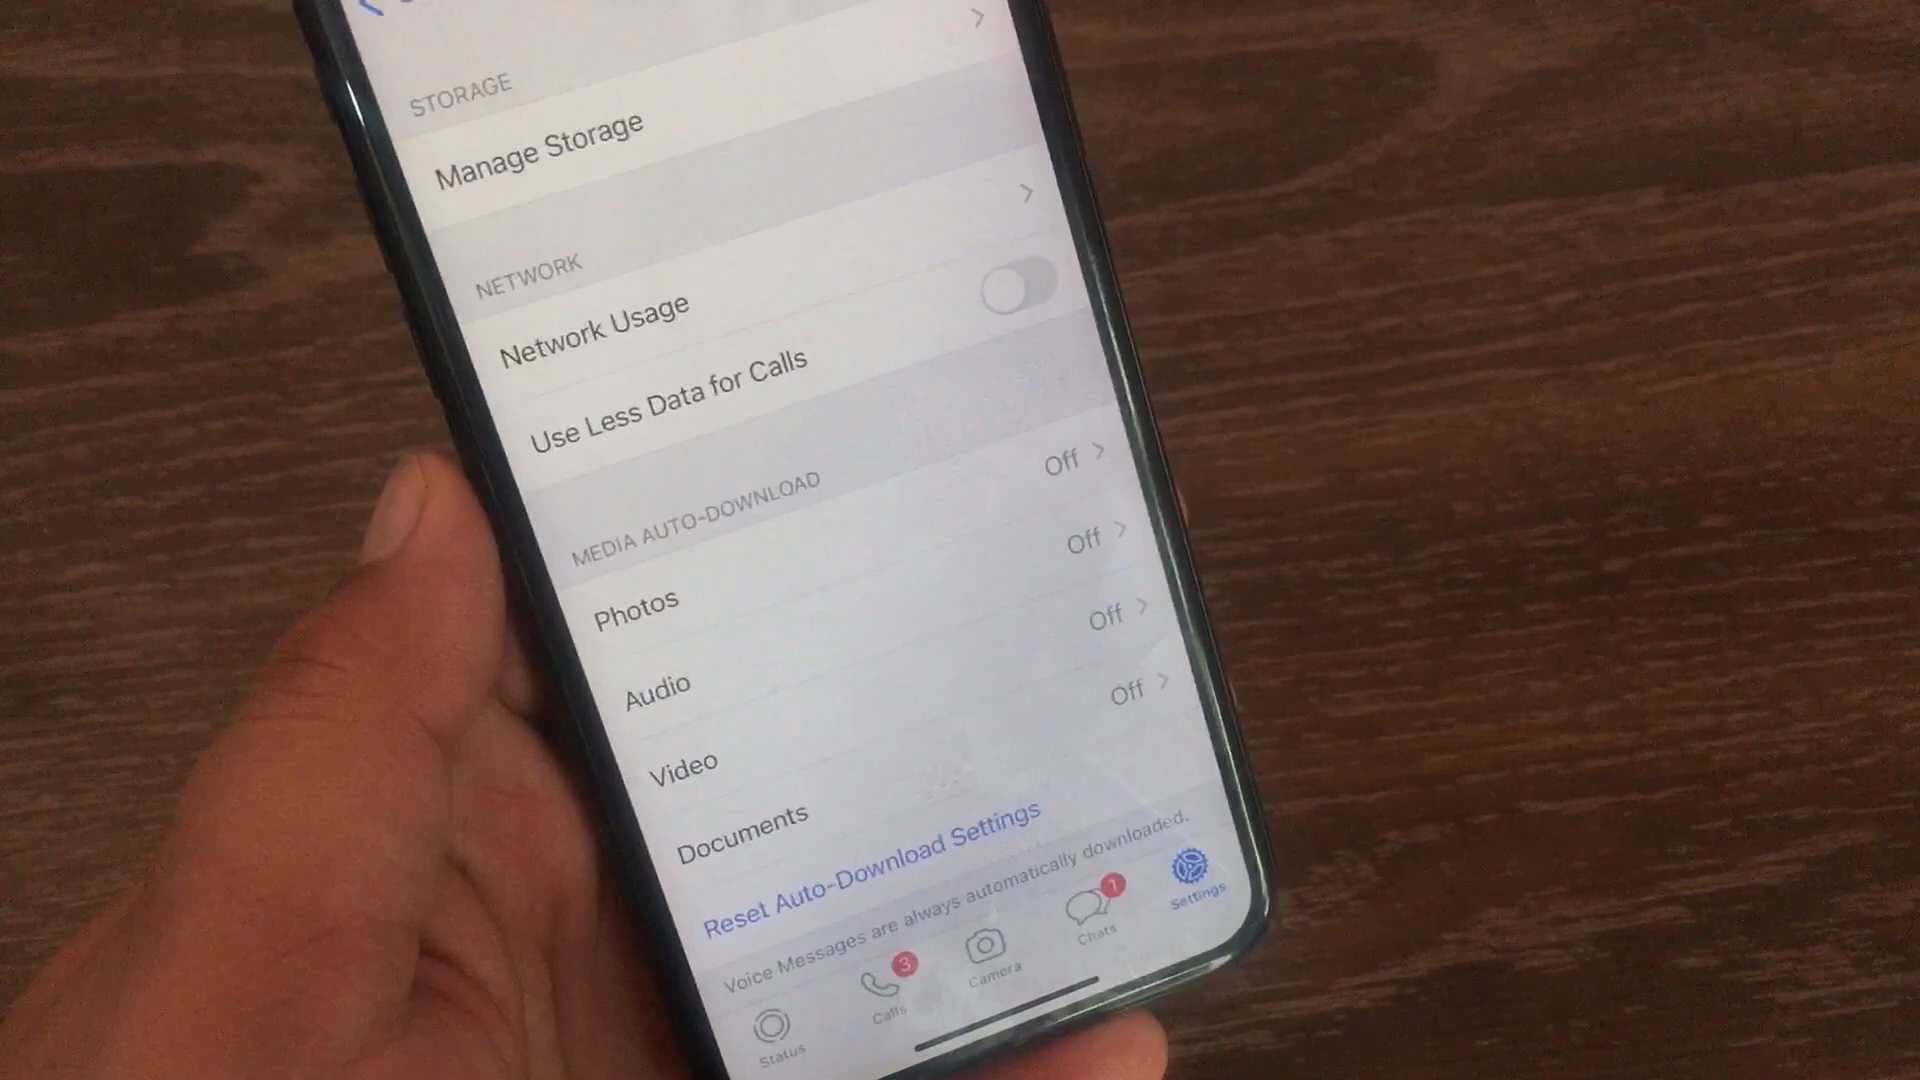 STORAGE
Manage Storage
NETWORK
Network Usage
Use Less Data for Calls
MEDIA AUTO-DOWNLOAD
Photos Off
Audio Off
Video Off
Documents Off
Reset Auto-Download Settings
Voice Messages are always automatically downloaded.
Status
3
Calls
Camera
1
Chats
Settings